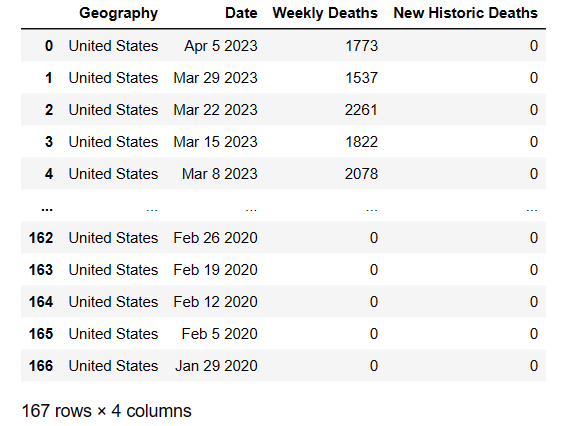 Geography Date Weekly Deaths New Historic Deaths
0 United States Apr 5 2023 1773 0
1 United States Mar 29 2023 1537 0
2 United States Mar 22 2023 2261 0
3 United States Mar 15 2023 1822 0
4 United States Mar 8 2023 2078 0
... ... ... ... ...
162 United States Feb 26 2020 0 0
163 United States Feb 19 2020 0 0
164 United States Feb 12 2020 0 0
165 United States Feb 5 2020 0 0
166 United States Jan 29 2020 0 0
167 rows × 4 columns